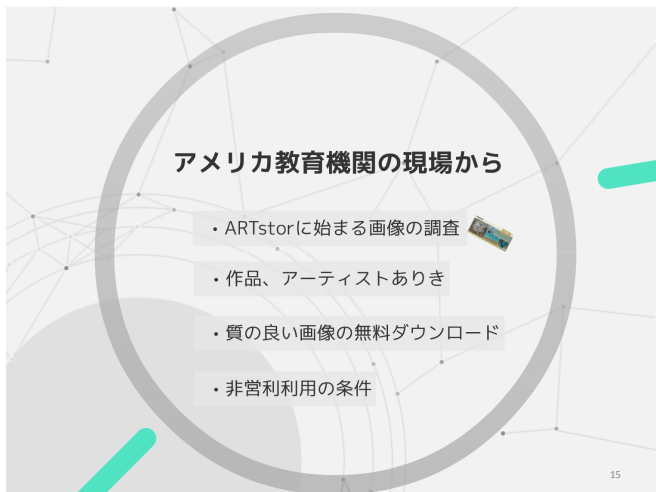 アメリカ教育機関の現場から
・ARTstorに始まる画像の調査
・作品、アーティストありき
・質の良い画像の無料ダウンロード
・非営利利用の条件
15